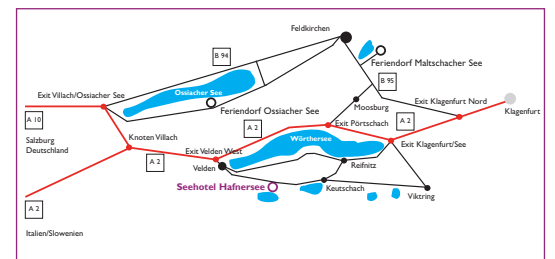 Feldkirchen
B 94
Feriendorf Maltschacher See
Exit Villach/Ossiacher See
Ossiacher See
B 95
Feriendorf Ossiacher See
Moosburg
Exit Klagenfurt Nord
Klagenfurt
A 10
A 2
Exit Pörtschach
A 2
Salzburg
Deutschland
Knoten Villach
Wörthersee
Exit Klagenfurt/See
A 2
Exit Velden West
Velden
Reifnitz
Seehotel Hafnersee
Keutschach
Viktring
A 2
Italien/Slowenien